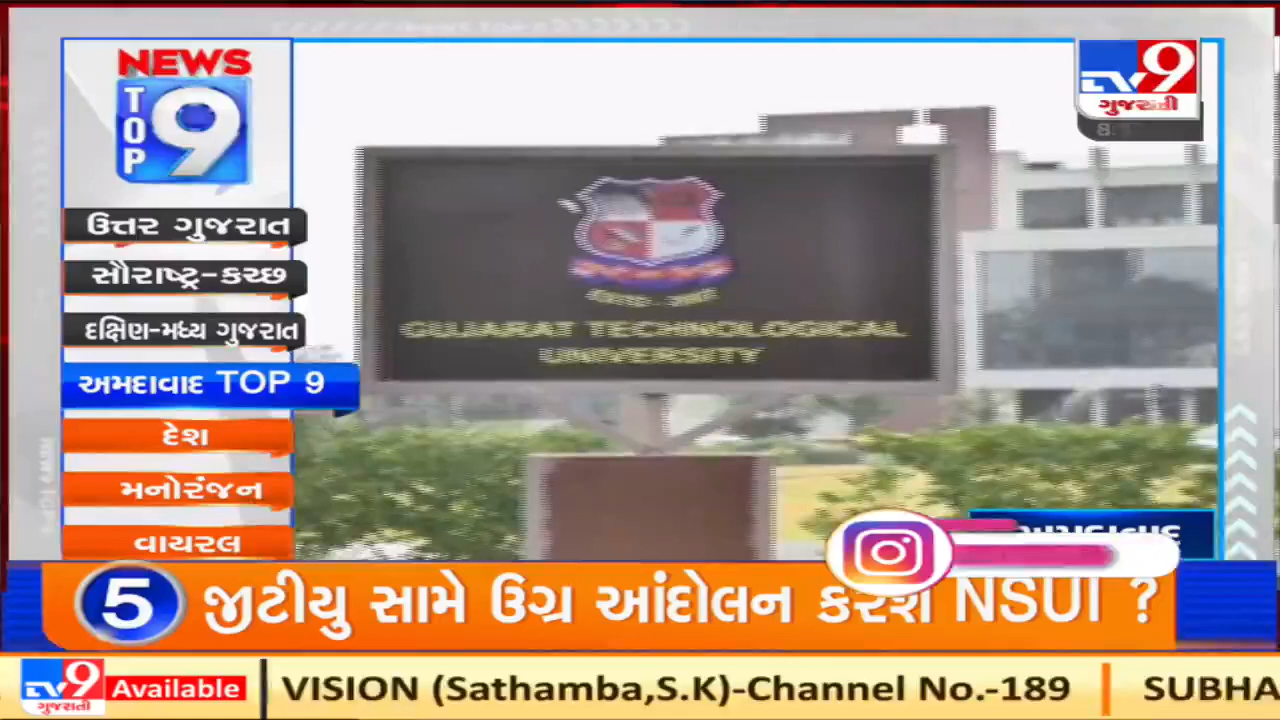 NEWS
TOP 9
TV9
ગુજરાતી
ઉત્તર ગુજરાત
સૌરાષ્ટ્ર-કચ્છ
દક્ષિણ-મધ્ય ગુજરાત
અમદાવાદ TOP 9
દેશ
મનોરંજન
વાયરલ
GUJARAT TECHNOLOGICAL
UNIVERSITY
અમદાવાદ
5 જીટીયુ સામે ઉગ્ર આંદોલન કરશે NSUI ?
TV9 ગુજરાતી Available VISION (Sathamba,S.K)-Channel No.-189 SUBHA